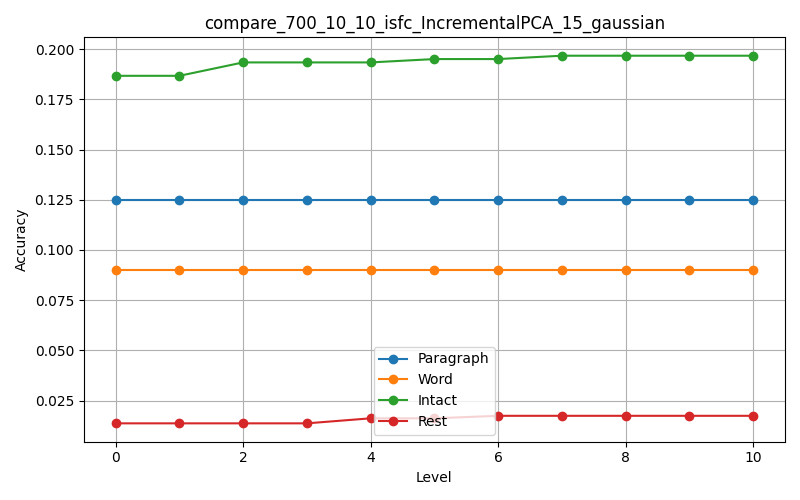 compare_700_10_10_isfc_IncrementalPCA_15_gaussian
0.200
0.175
0.150
0.125
0.100
0.075
0.050
0.025
Accuracy
Paragraph
Word
Intact
Rest
0 2 4 6 8 10
Level